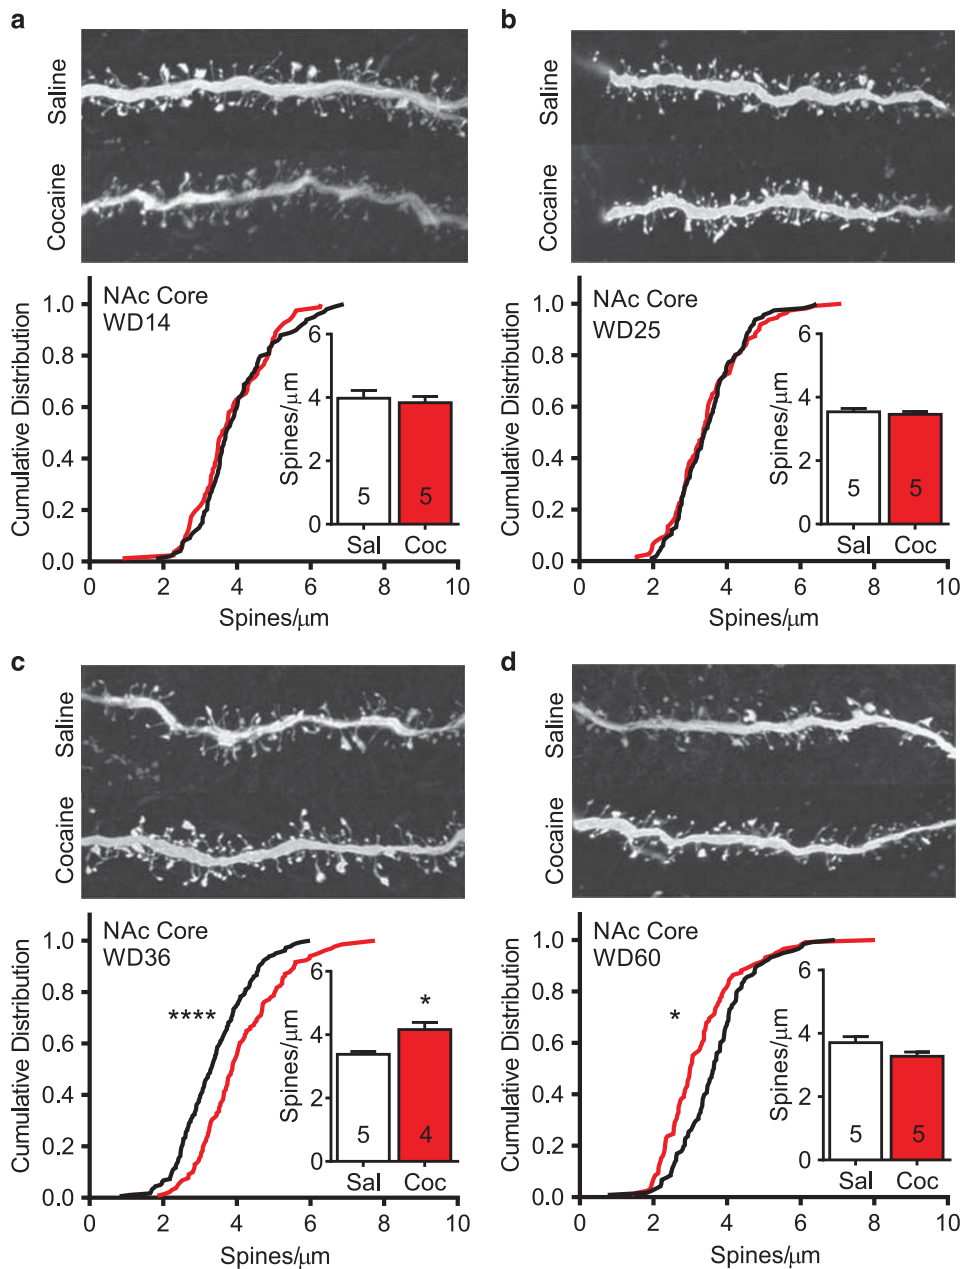 a
Saline
Cocaine
Cumulative Distribution
1.0
0.8
0.6
0.4
0.2
0.0
NAc Core
WD14
Spines/μm
6
4
2
0
5
5
Sal
Coc
0
2
4
6
8
10
Spines/μm
b
Saline
Cocaine
Cumulative Distribution
1.0
0.8
0.6
0.4
0.2
0.0
NAc Core
WD25
Spines/μm
6
4
2
0
5
5
Sal
Coc
0
2
4
6
8
10
Spines/μm
c
Saline
Cocaine
Cumulative Distribution
1.0
0.8
0.6
0.4
0.2
0.0
NAc Core
WD36
****
Spines/μm
6
4
2
0
*
5
4
Sal
Coc
0
2
4
6
8
10
Spines/μm
d
Saline
Cocaine
Cumulative Distribution
1.0
0.8
0.6
0.4
0.2
0.0
NAc Core
WD60
*
Spines/μm
6
4
2
0
5
5
Sal
Coc
0
2
4
6
8
10
Spines/μm